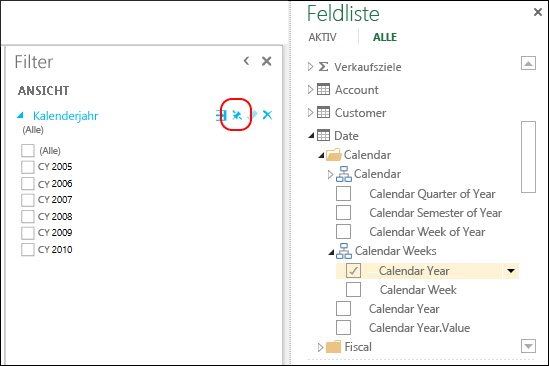 Filter
ANSICHT
Kalenderjahr
(Alle)
(Alle)
CY 2005
CY 2006
CY 2007
CY 2008
CY 2009
CY 2010
Feldliste
AKTIV ALLE
Σ Verkaufsziele
Account
Customer
Date
Calendar
Calendar
Calendar Quarter of Year
Calendar Semester of Year
Calendar Week of Year
Calendar Weeks
Calendar Year
Calendar Week
Calendar Year
Calendar Year.Value
Fiscal